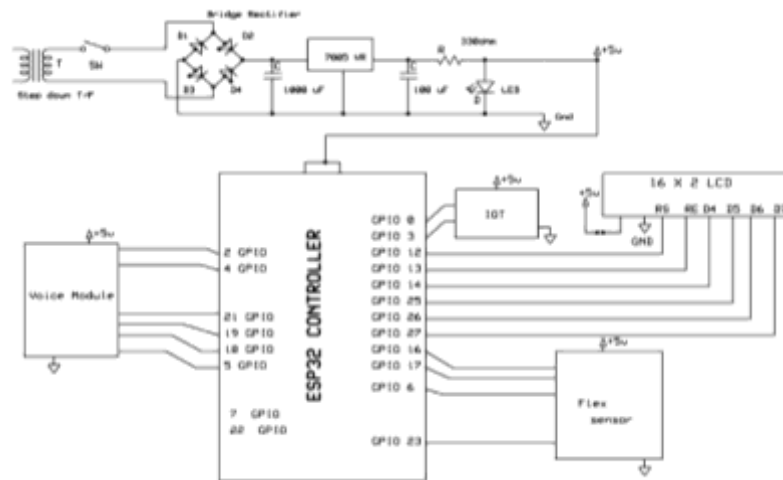 Bridge Rectifier
D1
D2
T
SW
D3
D4
Step down T/F
C
1000 uF
7805 VR
C
100 uF
R
330ohm
D
LED
+5v
Gnd
ESP32 CONTROLLER
+5v
Voice Module
2 GPIO
4 GPIO
21 GPIO
19 GPIO
18 GPIO
5 GPIO
7 GPIO
22 GPIO
GPIO 0
GPIO 3
GPIO 12
GPIO 13
GPIO 14
GPIO 25
GPIO 26
GPIO 27
GPIO 16
GPIO 17
GPIO 6
GPIO 23
+5v
IOT
16 X 2 LCD
+5v
GND
RS RE D4 D5 D6 D7
+5v
Flex
sensor